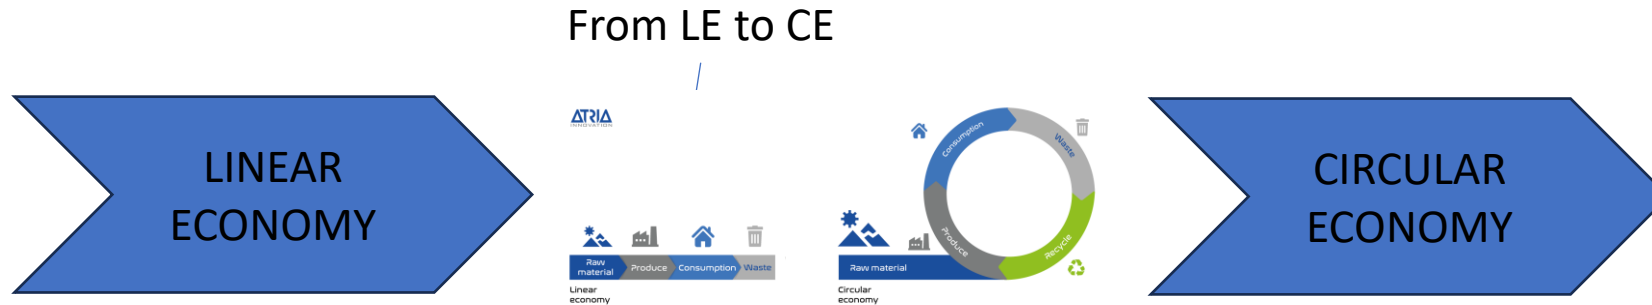 From LE to CE
LINEAR
ECONOMY
ATRIA
INNOVATION
Raw
material
Produce
Consumption
Waste
Linear
economy
Raw material
Produce
Consumption
Waste
Recycle
Circular
economy
CIRCULAR
ECONOMY